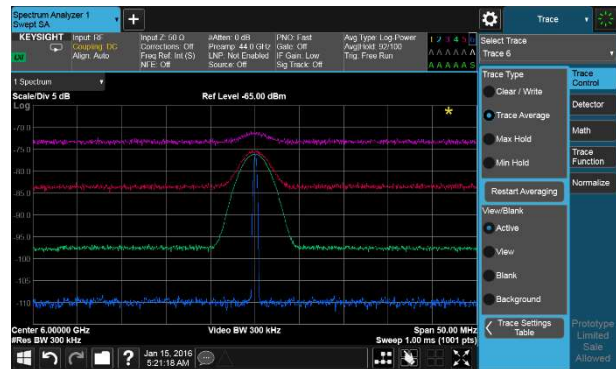 Spectrum Analyzer 1
Swept SA
KEYSIGHT
Input: RF
Coupling: DC
Align: Auto
Input Z: 50 Ω
Corrections: Off
Freq Ref: Int (S)
NFE: Off
#Atten: 0 dB
Preamp: 44.0 GHz
LNP: Not Enabled
Source: Off
PNO: Fast
Gate: Off
IF Gain: Low
Sig Track: Off
Avg Type: Log-Power
Avg|Hold: 92/100
Trig: Free Run
1 2 3 4 5
A A A A A S
1 Spectrum
Scale/Div 5 dB
Ref Level -65.00 dBm
Log
-70.0
-75.0
-80.0
-85.0
-90.0
-95.0
-100
-105
-110
Center 6.00000 GHz
#Res BW 300 kHz
Video BW 300 kHz
Span 50.00 MHz
Sweep 1.00 ms (1001 pts)
?
Jan 15, 2016
5:21:18 AM
Trace
Select Trace
Trace 6
Trace Type
Clear / Write
Trace Average
Max Hold
Min Hold
Restart Averaging
View/Blank
Active
View
Blank
Background
Trace Settings
Table
Trace
Control
Detector
Math
Trace
Function
Normalize
Prototype
Limited
Sale
Allowed